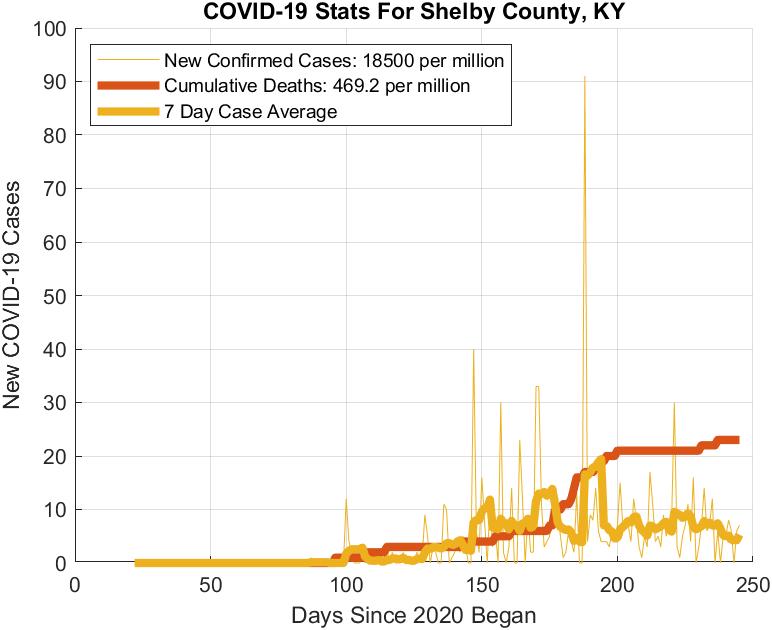 COVID-19 Stats For Shelby County, KY
100
90
80
70
60
50
40
30
20
10
0
New COVID-19 Cases
New Confirmed Cases: 18500 per million
Cumulative Deaths: 469.2 per million
7 Day Case Average
0 50 100 150 200 250
Days Since 2020 Began